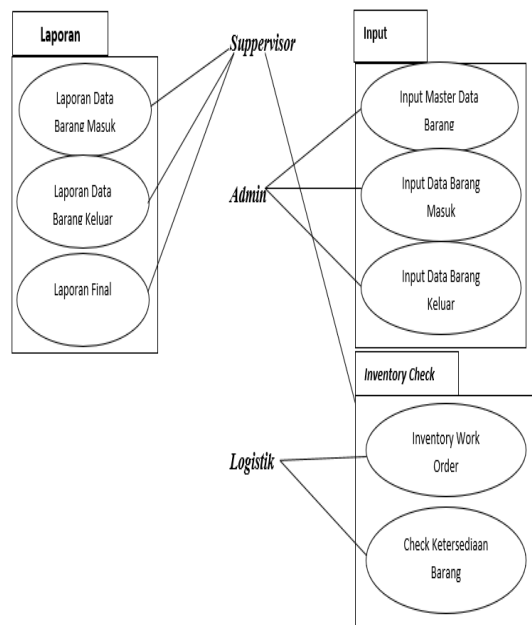 Laporan
Laporan Data
Barang Masuk
Laporan Data
Barang Keluar
Laporan Final
Suppervisor
Admin
Logistik
Input
Input Master Data
Barang
Input Data Barang
Masuk
Input Data Barang
Keluar
Inventory Check
Inventory Work
Order
Check Ketersediaan
Barang